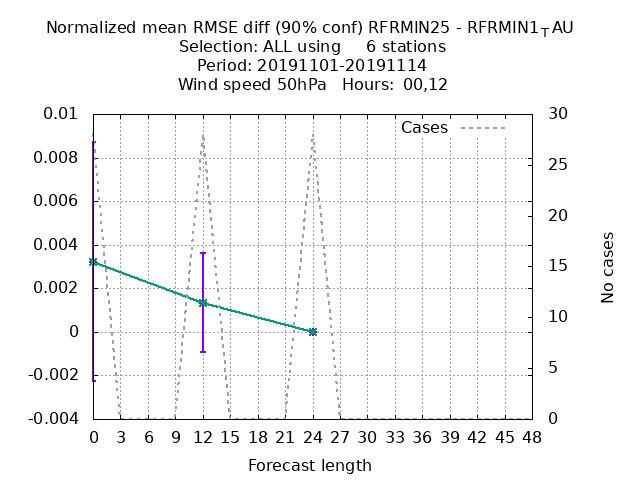 Normalized mean RMSE diff (90% conf) RFRMIN25 - RFRMIN1TAU
Selection: ALL using 6 stations
Period: 20191101-20191114
Wind speed 50hPa Hours: 00,12
Cases
0.01
0.008
0.006
0.004
0.002
0
-0.002
-0.004
30
25
20
15
10
5
0
No cases
0 3 6 9 12 15 18 21 24 27 30 33 36 39 42 45 48
Forecast length